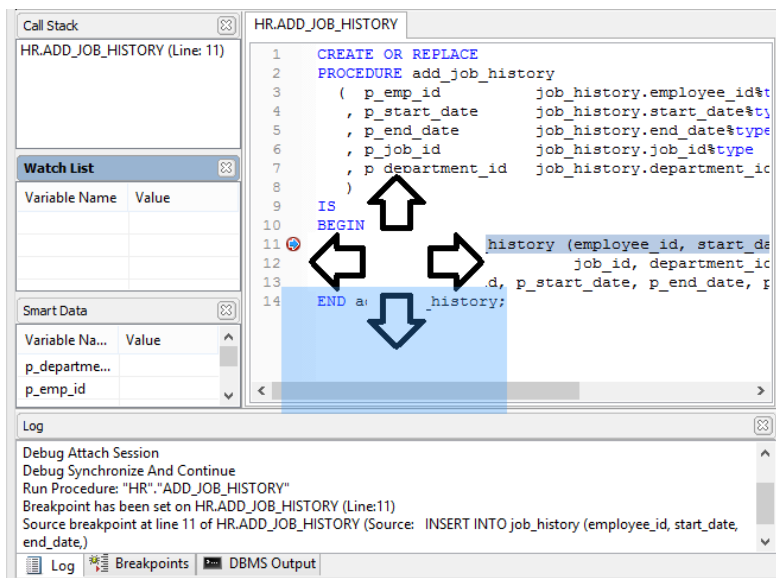 Call Stack
HR.ADD_JOB_HISTORY (Line: 11)
Watch List
Variable Name Value
Smart Data
Variable Na... Value
p_departme...
p_emp_id
HR.ADD_JOB_HISTORY
1 CREATE OR REPLACE
2 PROCEDURE add_job_history
3 ( p_emp_id job_history.employee_id%t
4 , p_start_date job_history.start_date%ty
5 , p_end_date job_history.end_date%type
6 , p_job_id job_history.job_id%type
7 , p_department_id job_history.department_id
8 )
9 IS
10 BEGIN
11 _history (employee_id, start_da
12 job_id, department_id
13 d, p_start_date, p_end_date, p
14 END a _history;
Log
Debug Attach Session
Debug Synchronize And Continue
Run Procedure: "HR"."ADD_JOB_HISTORY"
Breakpoint has been set on HR.ADD_JOB_HISTORY (Line:11)
Source breakpoint at line 11 of HR.ADD_JOB_HISTORY (Source: INSERT INTO job_history (employee_id, start_date,
end_date,)
Log Breakpoints DBMS Output